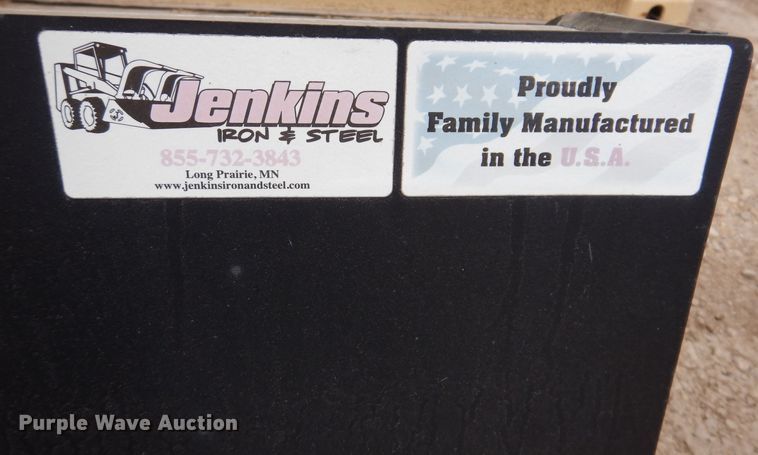 Jenkins
IRON & STEEL
855-732-3843
Long Prairie, MN
www.jenkinsironandsteel.com
Proudly
Family Manufactured
in the U.S.A.
Purple Wave Auction